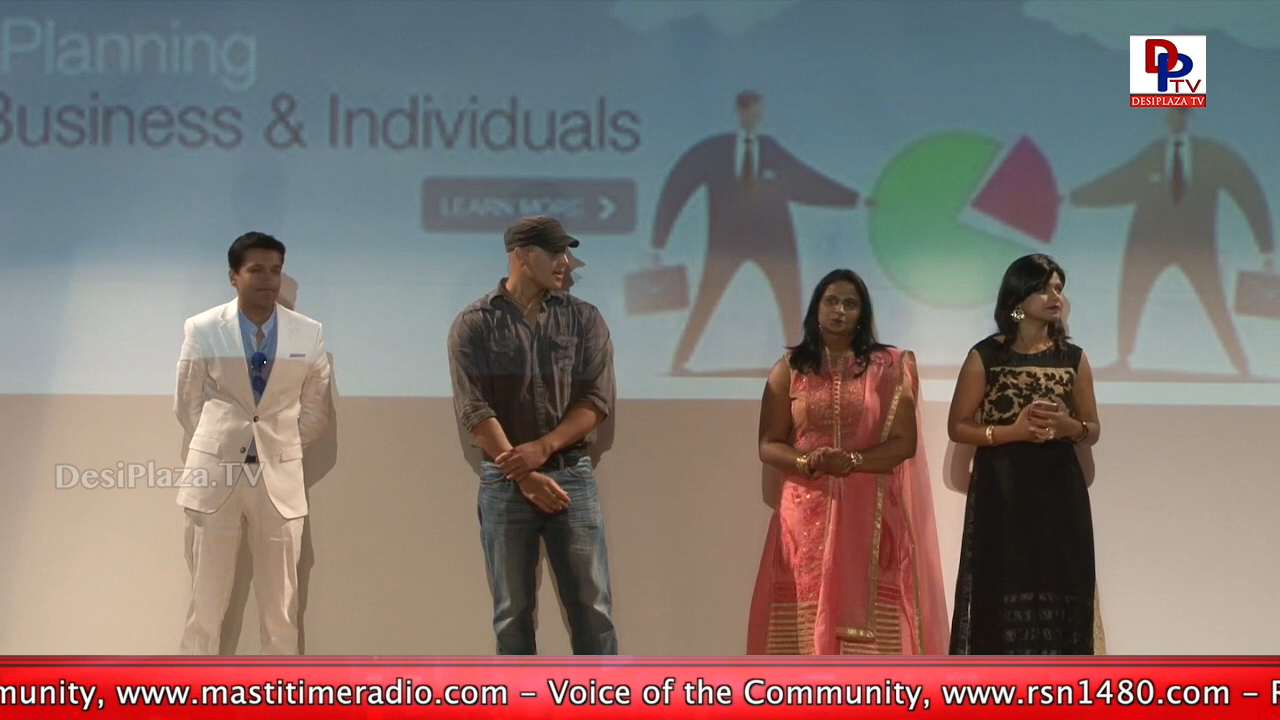 Planning
Business & Individuals
LEARN MORE
DP TV
DESIPLAZA TV
DesiPlaza.TV
munity, www.mastitimeradio.com – Voice of the Community, www.rsn1480.com –